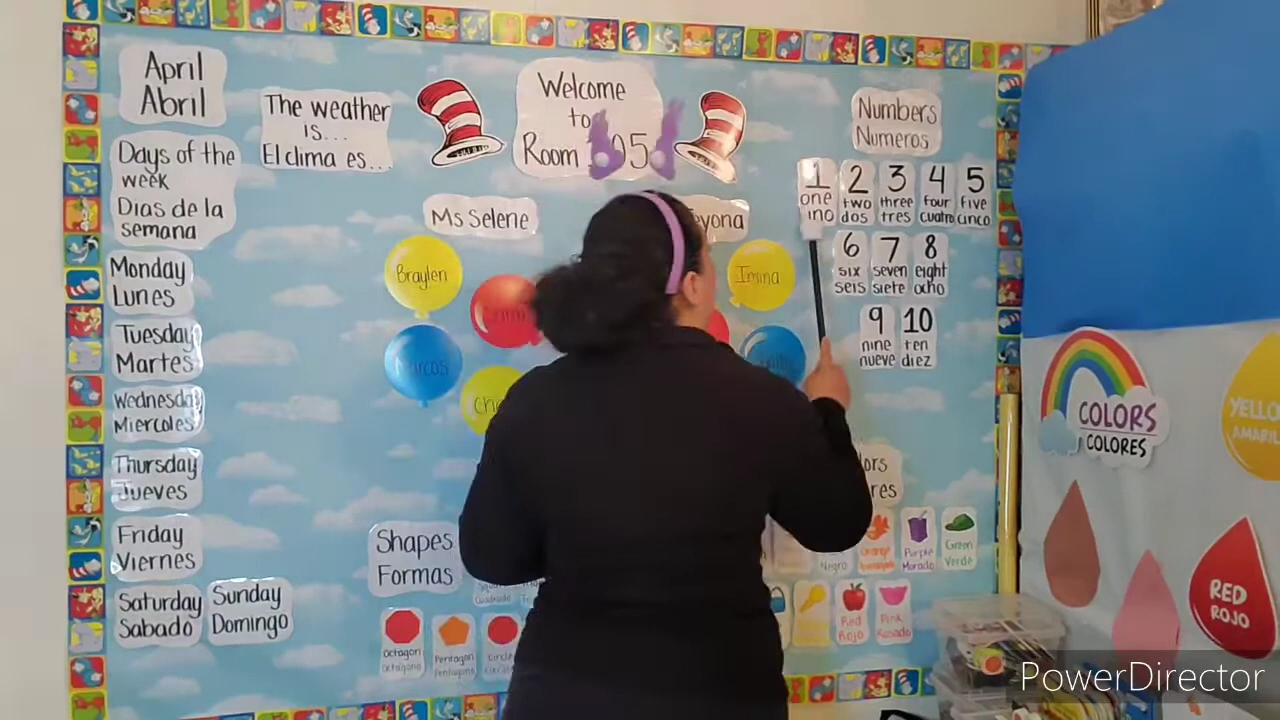 April
Abril
The weather
is...
El clima es...
Welcome
to
Room 105
Numbers
Numeros
Days of the
week
Dias de la
semana
Ms Selene
1
one
2
two
dos
3
three
tres
4
four
cuatro
5
five
cinco
6
six
seis
7
seven
siete
8
eight
ocho
9
nine
nueve
10
ten
diez
Monday
Lunes
Tuesday
Martes
Wednesday
Miercoles
Thursday
Jueves
Friday
Viernes
Saturday
Sabado
Sunday
Domingo
Braylen
Imina
Shapes
Formas
Octagon
Octagono
Pentagon
Pentagono
Circle
Negro
Orange
Purple
Morado
Green
Verde
Red
Rojo
Pink
Rosado
COLORS
COLORES
RED
ROJO
PowerDirector